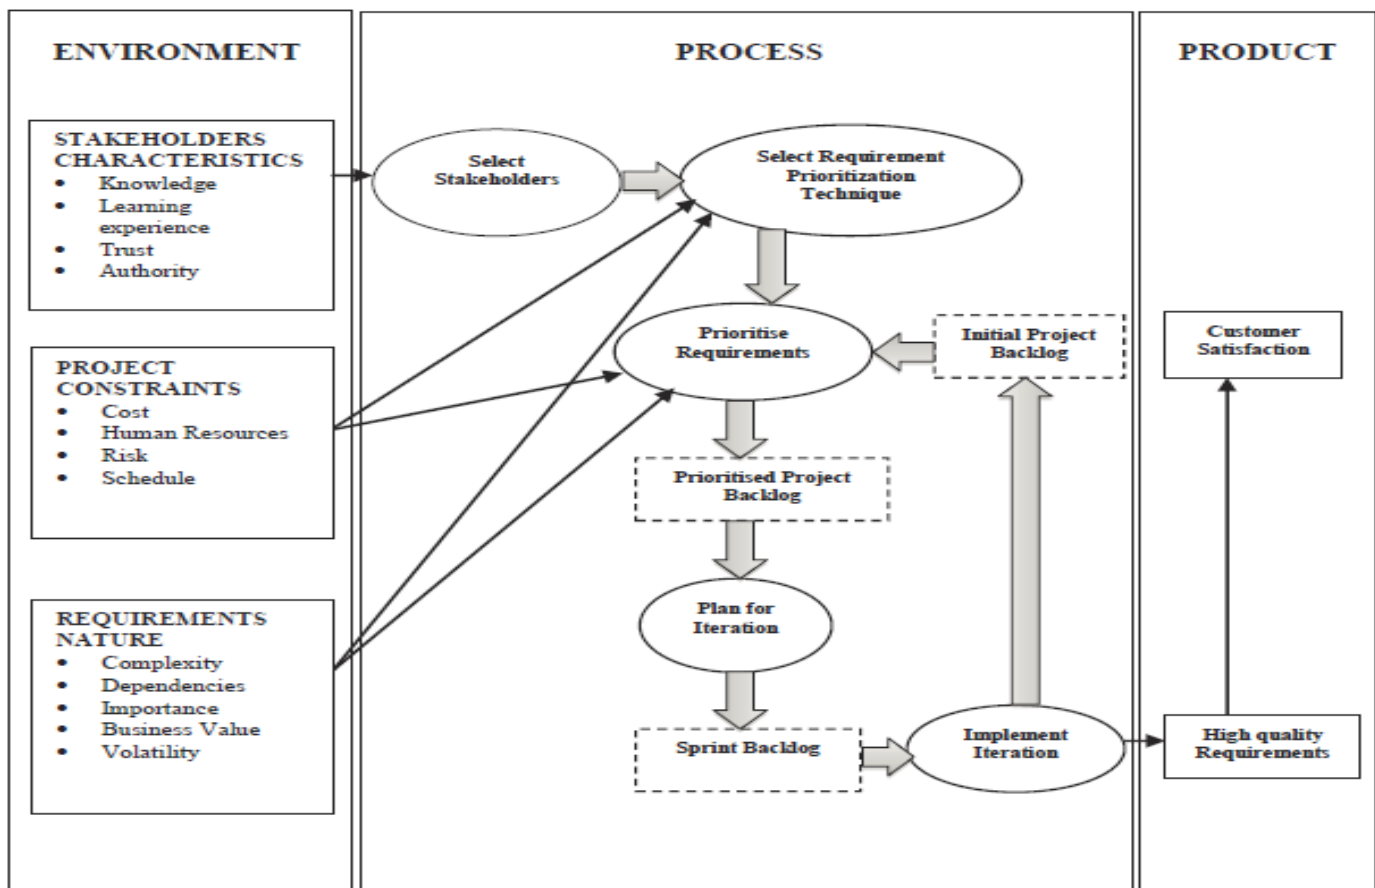 ENVIRONMENT
STAKEHOLDERS
CHARACTERISTICS
• Knowledge
• Learning
experience
• Trust
• Authority
PROJECT
CONSTRAINTS
• Cost
• Human Resources
• Risk
• Schedule
REQUIREMENTS
NATURE
• Complexity
• Dependencies
• Importance
• Business Value
• Volatility
PROCESS
Select
Stakeholders
Select Requirement
Prioritization
Technique
Prioritise
Requirements
Initial Project
Backlog
Prioritised Project
Backlog
Plan for
Iteration
Sprint Backlog
Implement
Iteration
PRODUCT
Customer
Satisfaction
High quality
Requirements